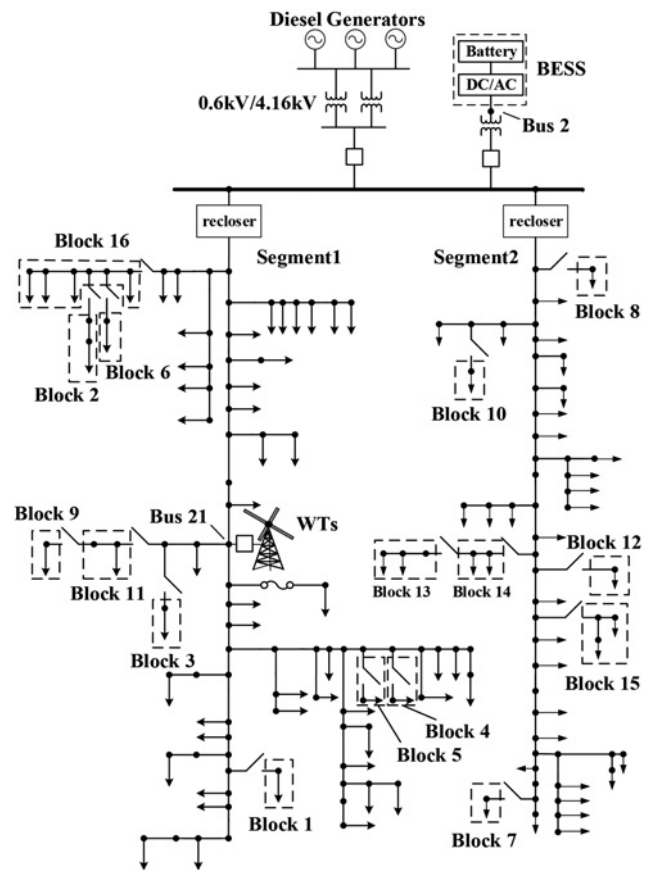 Diesel Generators
Battery
DC/AC
BESS
0.6kV/4.16kV
Bus 2
recloser
recloser
Block 16
Segment1
Segment2
Block 8
Block 6
Block 2
Block 10
Block 9
Bus 21
WTs
Block 12
Block 11
Block 13
Block 14
Block 3
Block 15
Block 4
Block 5
Block 1
Block 7